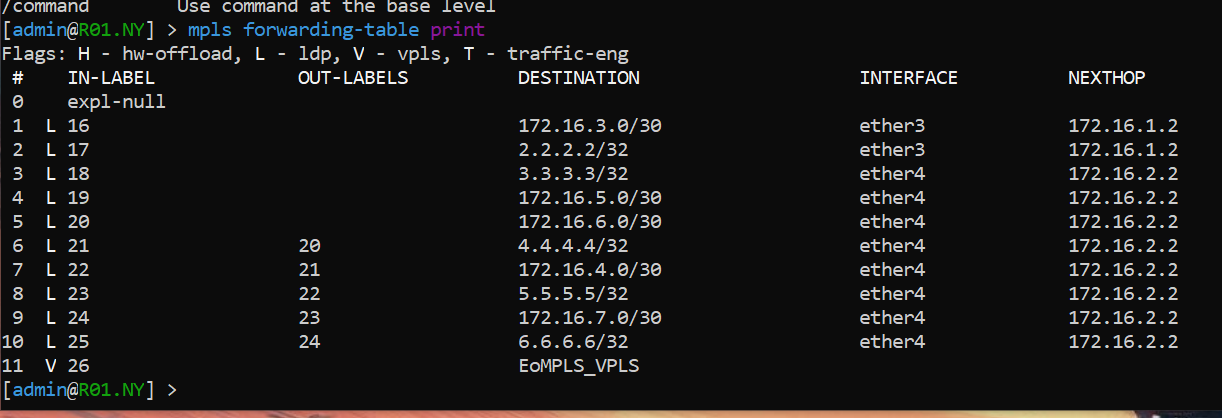 /command        Use command at the base level
[admin@R01.NY] > mpls forwarding-table print
Flags: H - hw-offload, L - ldp, V - vpls, T - traffic-eng
 #    IN-LABEL             OUT-LABELS          DESTINATION          INTERFACE          NEXTHOP
 0    expl-null
 1  L 16                                       172.16.3.0/30        ether3             172.16.1.2
 2  L 17                                       2.2.2.2/32           ether3             172.16.1.2
 3  L 18                                       3.3.3.3/32           ether4             172.16.2.2
 4  L 19                                       172.16.5.0/30        ether4             172.16.2.2
 5  L 20                                       172.16.6.0/30        ether4             172.16.2.2
 6  L 21                   20                  4.4.4.4/32           ether4             172.16.2.2
 7  L 22                   21                  172.16.4.0/30        ether4             172.16.2.2
 8  L 23                   22                  5.5.5.5/32           ether4             172.16.2.2
 9  L 24                   23                  172.16.7.0/30        ether4             172.16.2.2
10  L 25                   24                  6.6.6.6/32           ether4             172.16.2.2
11  V 26                                       EoMPLS_VPLS
[admin@R01.NY] >